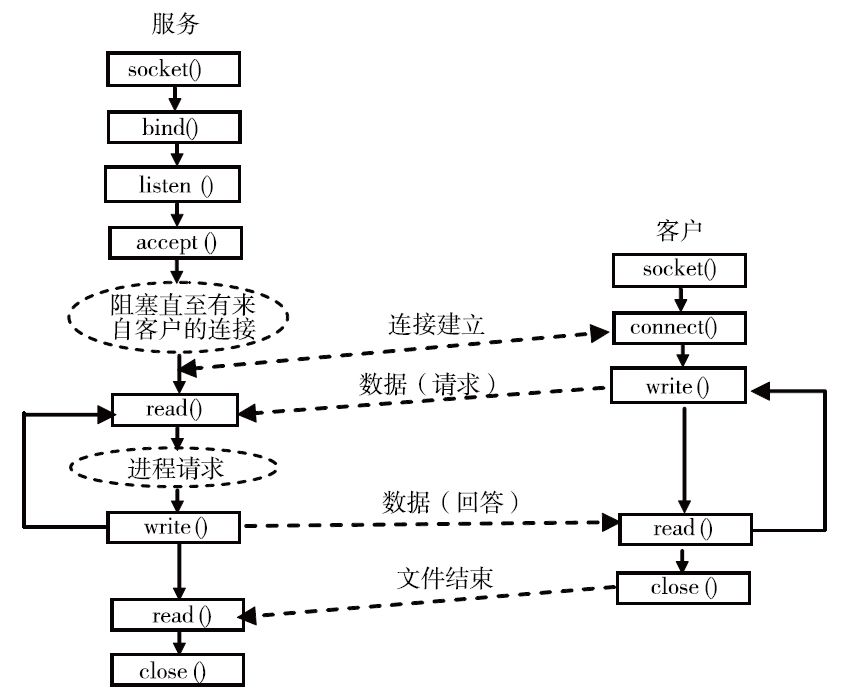 服务
socket()
bind()
listen ()
accept ()
阻塞直至有来
自客户的连接
read()
进程请求
write ()
read ()
close ()
连接建立
数据（请求）
数据（回答）
文件结束
客户
socket()
connect()
write ()
read ()
close ()